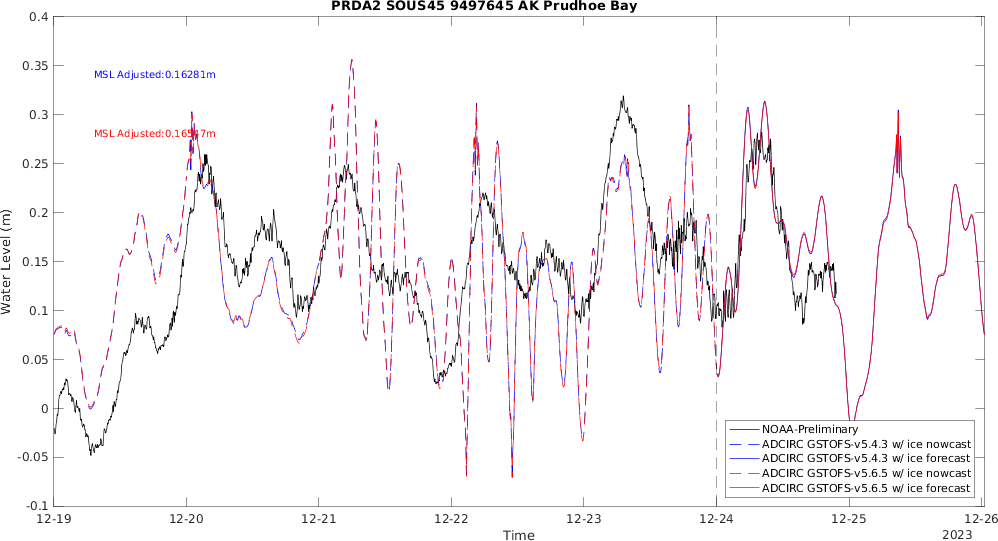 PRDA2 SOUS45 9497645 AK Prudhoe Bay
0.4
0.35
0.3
0.25
0.2
0.15
0.1
0.05
0
-0.05
-0.1
Water Level (m)
MSL Adjusted:0.16281m
MSL Adjusted:0.16547m
NOAA-Preliminary
ADCIRC GSTOFS-v5.4.3 w/ ice nowcast
ADCIRC GSTOFS-v5.4.3 w/ ice forecast
ADCIRC GSTOFS-v5.6.5 w/ ice nowcast
ADCIRC GSTOFS-v5.6.5 w/ ice forecast
12-19 12-20 12-21 12-22 12-23 12-24 12-25 12-26
Time
2023